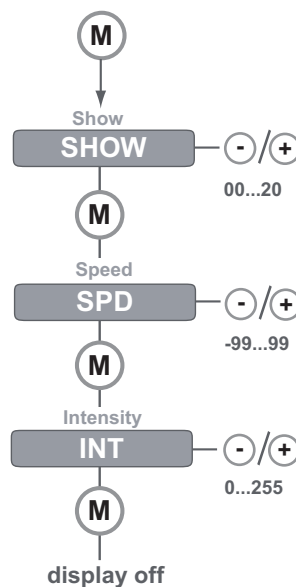 M
Show
SHOW - / +
00...20
M
Speed
SPD - / +
-99...99
M
Intensity
INT - / +
0...255
M
display off